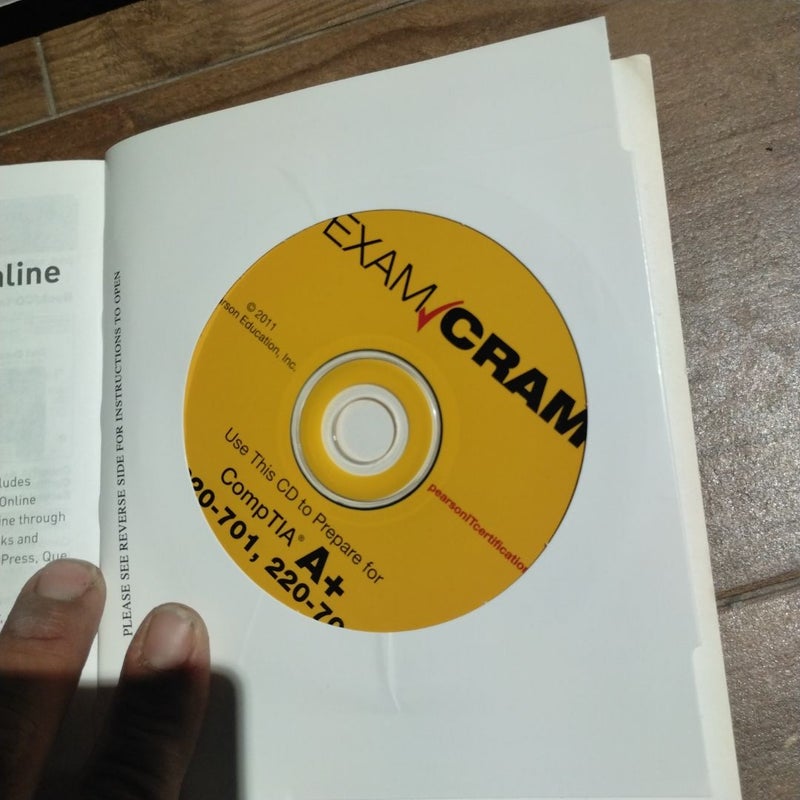 nline
ludes
Online
ine through
ks and
Press, Que
PLEASE SEE REVERSE SIDE FOR INSTRUCTIONS TO OPEN
EXAM CRAM
© 2011
rson Education, Inc.
Use This CD to Prepare for
CompTIA® A+
20-701, 220-70
pearsonITcertification